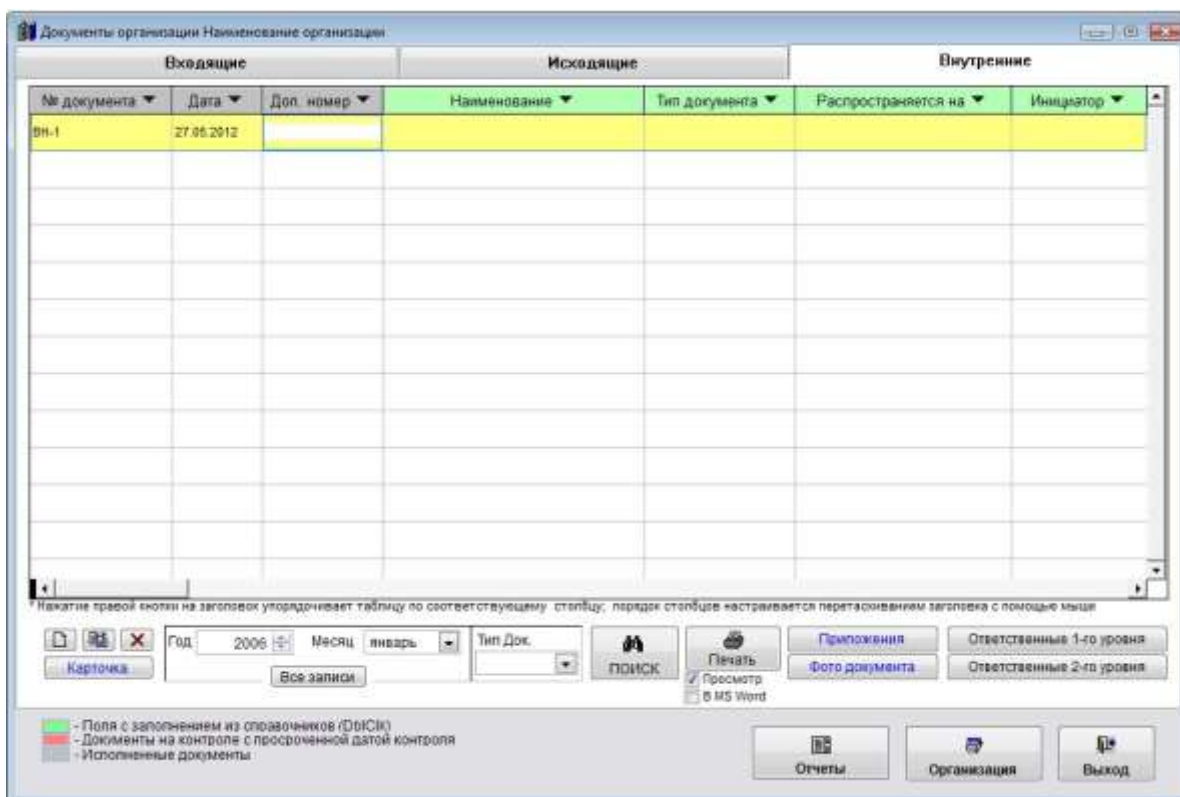 Документы организации Наименование организации
Входящие Исходящие Внутренние
№ документа Дата Доп. номер Наименование Тип документа Распространяется на Инициатор
ВН-1 27.05.2012
* Нажатие правой кнопки на заголовок упорядочивает таблицу по соответствующему столбцу; порядок столбцов настраивается перетаскиванием заголовка с помощью мыши
Год 2006 Месяц январь Тип Док. ПОИСК Печать Приложения Ответственные 1-го уровня
Карточка Все записи Просмотр Фото документа Ответственные 2-го уровня
В MS Word
- Поля с заполнением из справочников (DblClk)
- Документы на контроле с просроченной датой контроля
- Исполненные документы
Отчеты Организация Выход